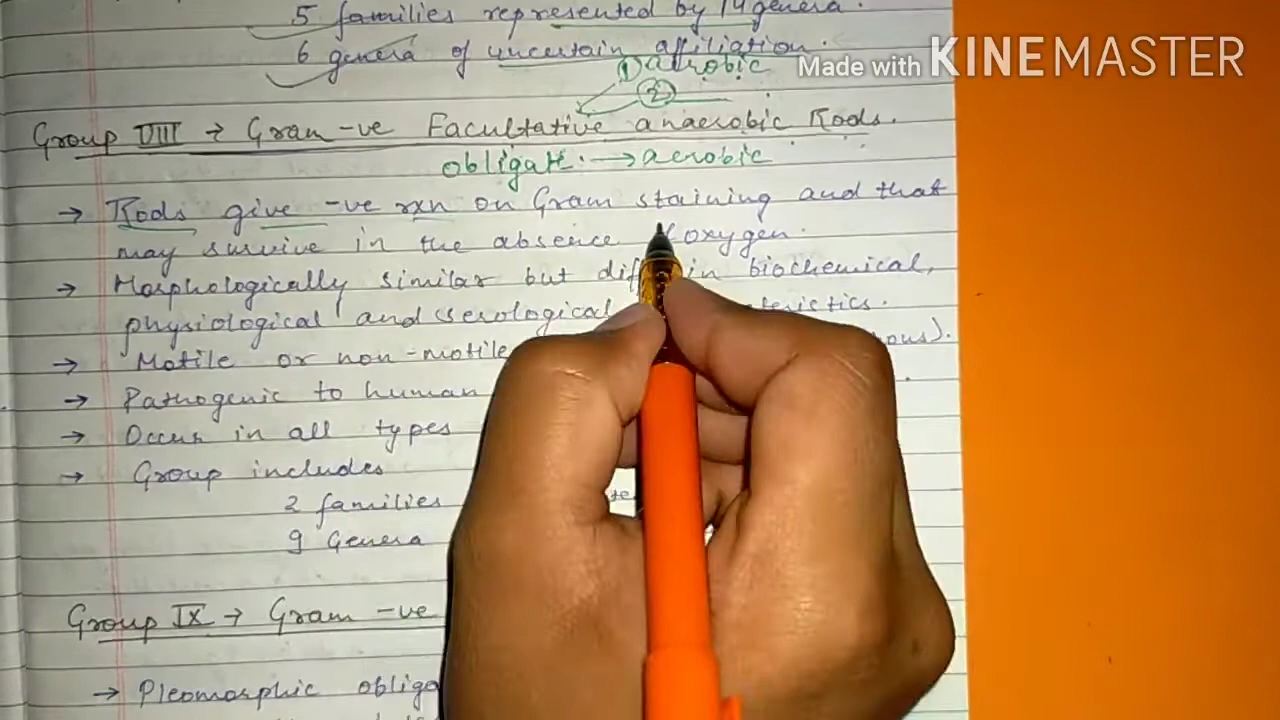 5 families represented by 14 genera.
6 genera of uncertain affiliation.
Made with KINEMASTER
① aerobic
②
Group VIII → Gram -ve Facultative anaerobic Rods.
obligate. → aerobic
→ Rods give -ve rxn on Gram staining and that
may survive in the absence oxygen.
→ Morphologically similar but diff in biochemical,
physiological and serological
→ Motile or non-motile
→ Pathogenic to human
→ Occur in all types
→ Group includes
2 families
9 Genera
Group IX → Gram -ve
→ Pleomorphic obliga